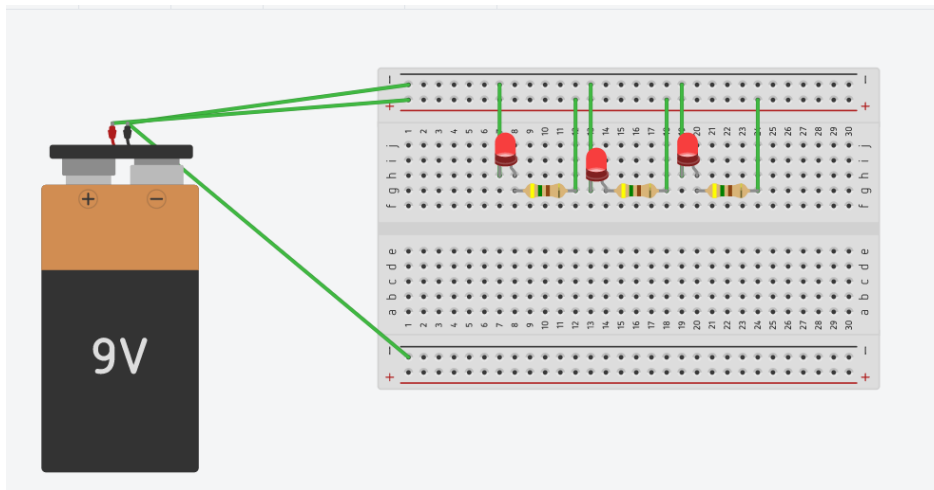 − −
+ +
1 2 3 4 5 6 7 8 9 10 11 12 13 14 15 16 17 18 19 20 21 22 23 24 25 26 27 28 29 30
j j
i i
h h
g g
f f
+ −
9V
e e
d d
c c
b b
a a
1 2 3 4 5 6 7 8 9 10 11 12 13 14 15 16 17 18 19 20 21 22 23 24 25 26 27 28 29 30
− −
+ +